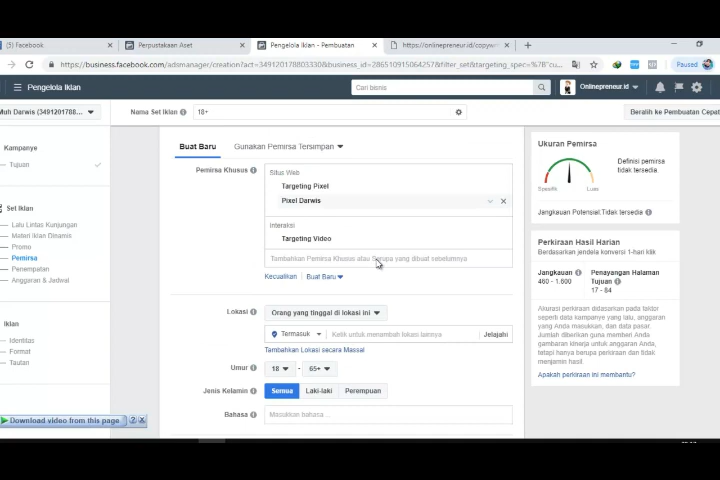 (5) Facebook
Perpustakaan Aset
Pengelola Iklan - Pembuatan
https://onlinepreneur.id/copywr
https://business.facebook.com/adsmanager/creation?act=349120178803330&business_id=286510915064257&filter_set&targeting_spec=%7B"cu...
Paused
Pengelola Iklan
Cari bisnis
Onlinepreneur.id
Muh Darwis (3491201788...
Nama Set Iklan
18+
Beralih ke Pembuatan Cepat
Kampanye
Tujuan
Set Iklan
Lalu Lintas Kunjungan
Materi Iklan Dinamis
Promo
Pemirsa
Penempatan
Anggaran & Jadwal
Iklan
Identitas
Format
Tautan
Buat Baru
Gunakan Pemirsa Tersimpan
Pemirsa Khusus
Situs Web
Targeting Pixel
Pixel Darwis
Interaksi
Targeting Video
Tambahkan Pemirsa Khusus atau Serupa yang dibuat sebelumnya
Kecualikan
Buat Baru
Lokasi
Orang yang tinggal di lokasi ini
Termasuk
Ketik untuk menambah lokasi lainnya
Jelajahi
Tambahkan Lokasi secara Massal
Umur
18 - 65+
Jenis Kelamin
Semua
Laki-laki
Perempuan
Bahasa
Masukkan bahasa ...
Ukuran Pemirsa
Spesifik
Luas
Definisi pemirsa
tidak tersedia
Jangkauan Potensial:Tidak tersedia
Perkiraan Hasil Harian
Berdasarkan jendela konversi 1-hari klik
Jangkauan
460 - 1.600
Penayangan Halaman
Tujuan
17 - 84
Akurasi perkiraan didasarkan pada faktor
seperti data kampanye yang lalu, anggaran
yang Anda masukkan, dan data pasar.
Jumlah diberikan guna memberi Anda
gambaran kinerja untuk anggaran Anda,
tetapi hanya berupa perkiraan dan tidak
menjamin hasil.
Apakah perkiraan ini membantu?
Download video from this page